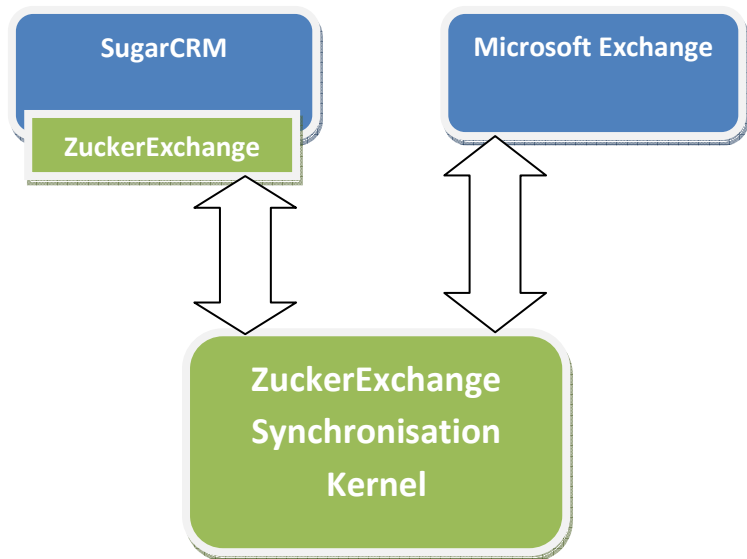 SugarCRM
ZuckerExchange
Microsoft Exchange
ZuckerExchange
Synchronisation
Kernel